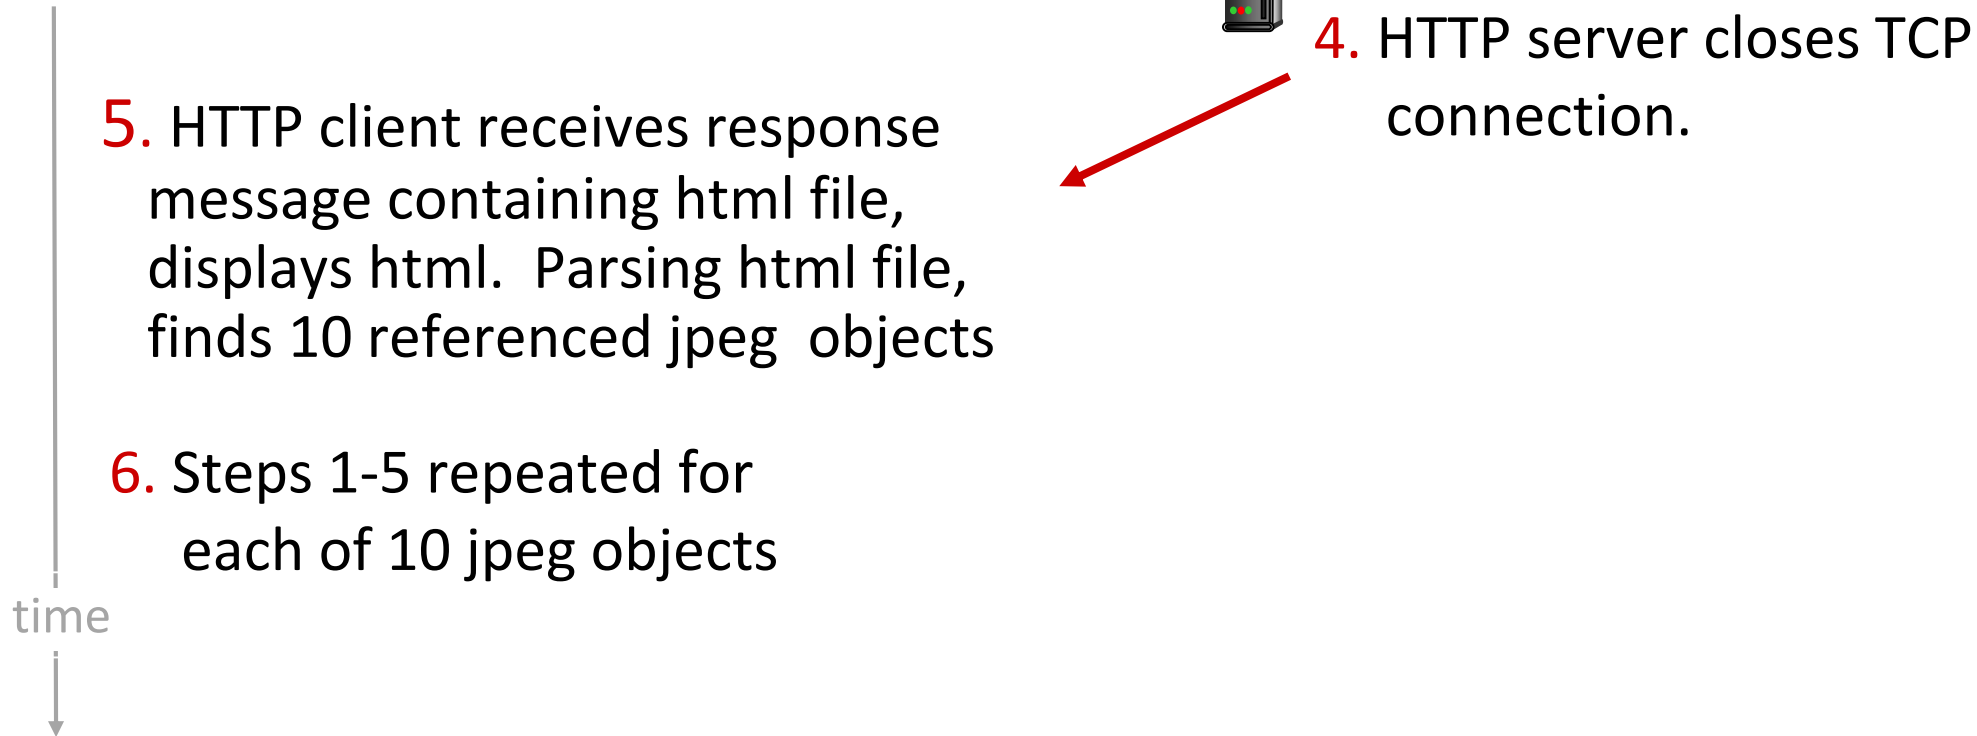 4. HTTP server closes TCP
connection.
5. HTTP client receives response
message containing html file,
displays html.  Parsing html file,
finds 10 referenced jpeg  objects
6. Steps 1-5 repeated for
each of 10 jpeg objects
time